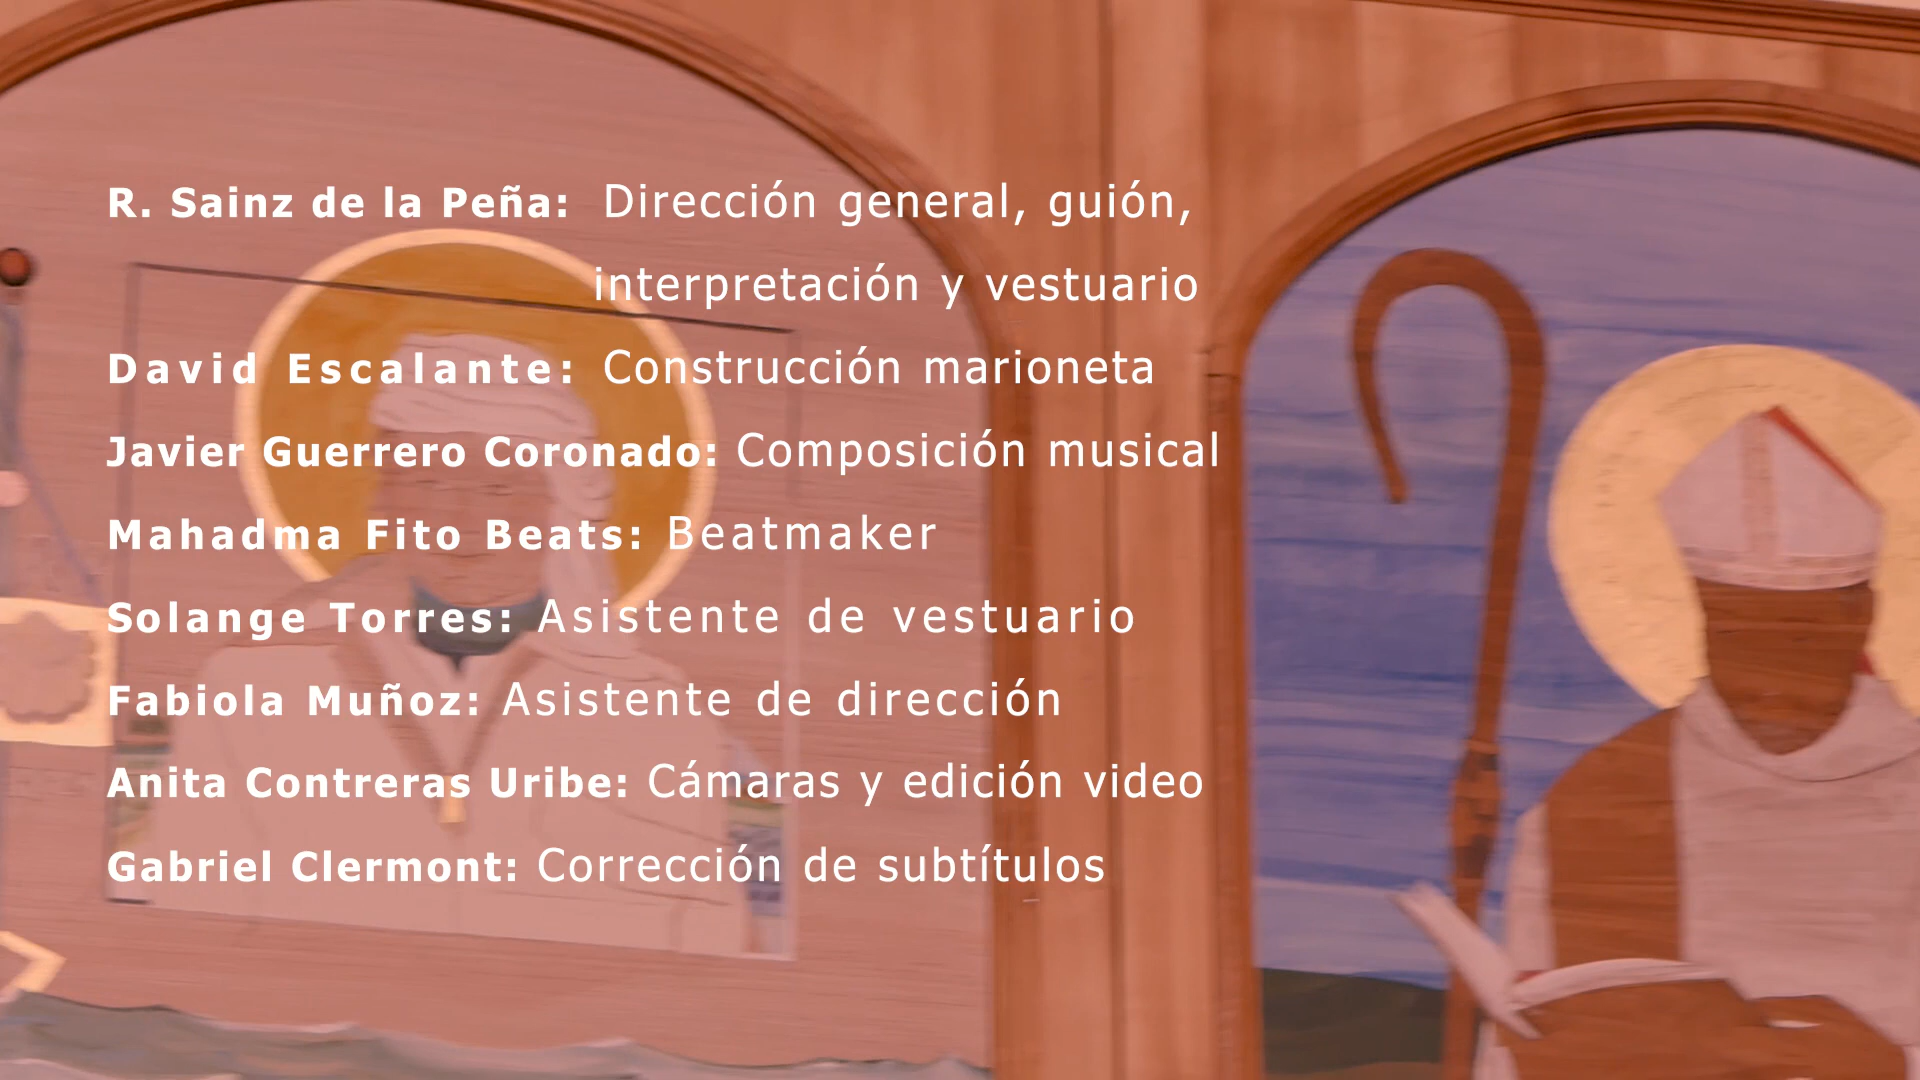 R. Sainz de la Peña: Dirección general, guión,
interpretación y vestuario
David Escalante: Construcción marioneta
Javier Guerrero Coronado: Composición musical
Mahadma Fito Beats: Beatmaker
Solange Torres: Asistente de vestuario
Fabiola Muñoz: Asistente de dirección
Anita Contreras Uribe: Cámaras y edición video
Gabriel Clermont: Corrección de subtítulos